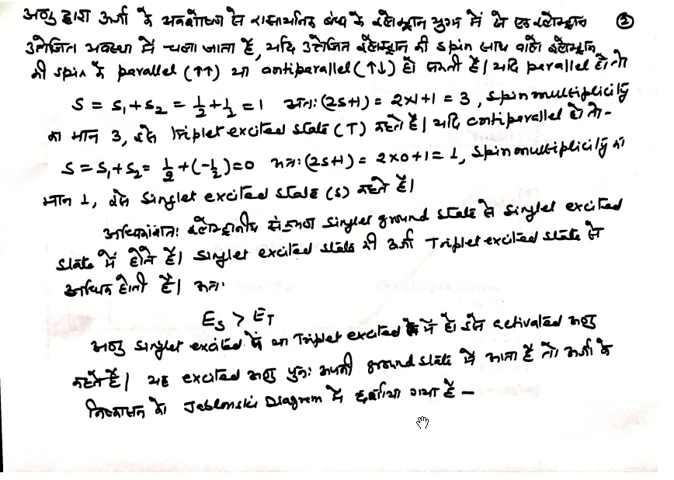 अणु द्वारा ऊर्जा के अवशोषण से रासायनिक बंध के इलेक्ट्रान युग्म में से एक इलेक्ट्रान ②
उत्तेजित अवस्था में चला जाता है, यदि उत्तेजित इलेक्ट्रान की spin साथ वाले इलेक्ट्रान
की spin के parallel (↑↑) या antiparallel (↑↓) हो सकती है। यदि parallel हो तो
S = S₁+S₂ = 1/2 + 1/2 = 1 अतः (2S+1) = 2×1+1 = 3, spin multiplicity
का मान 3, इसे Triplet excited state (T) कहते हैं। यदि antiparallel हो तो-
S = S₁+S₂ = 1/2 + (-1/2) = 0 अतः (2S+1) = 2×0+1 = 1, spin multiplicity का
मान 1, इसे singlet excited state (S) कहते हैं।
अधिकांशतः इलेक्ट्रानीय संक्रमण singlet ground state से singlet excited
state में होते हैं। singlet excited state की ऊर्जा Triplet excited state से
अधिक होती है। अतः
E_S > E_T
अणु singlet excited में या Triplet excited में हो इसे activated अणु
कहते हैं। यह excited अणु पुनः अपनी ground state में आता है तो ऊर्जा के
निष्कासन को Jablonski Diagram में दर्शाया गया है –